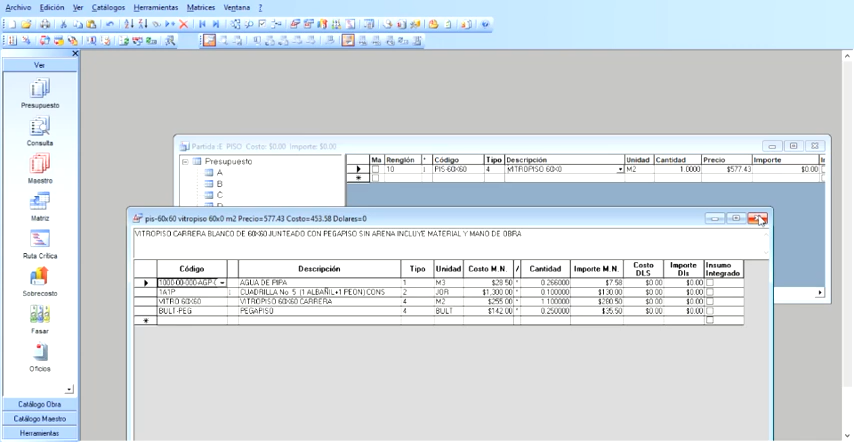 Archivo Edición Ver Catálogos Herramientas Matrices Ventana ?
Ver
Presupuesto
Consulta
Maestro
Matriz
Ruta Crítica
Sobrecosto
Fasar
Oficios
Catálogo Obra
Catálogo Maestro
Herramientas
Partida :E PISO Costo: $0.00 Importe: $0.00
Presupuesto
A
B
C
Ma Renglón * Código Tipo Descripción Unidad Cantidad Precio Importe
10 PIS-60X60 4 VITROPISO 60X0 M2 1.0000 $577.43 $0.00
pis-60x60 vitropiso 60x0 m2 Precio=577.43 Costo=453.58 Dolares=0
VITROPISO CARRERA BLANCO DE 60X60 JUNTEADO CON PEGAPISO SIN ARENA INCLUYE MATERIAL Y MANO DE OBRA
Código Descripción Tipo Unidad Costo M.N. / Cantidad Importe M.N. Costo DLS Importe Dls Insumo Integrado
1000-00-000-AGP-C AGUA DE PIPA 1 M3 $28.50 * 0.266000 $7.58 $0.00 $0.00
1A1P CUADRILLA No. 5 (1 ALBAÑIL+1 PEON) CONS 2 JOR $1,300.00 * 0.100000 $130.00 $0.00 $0.00
VITRO 60X60 VITROPISO 60X60 CARRERA 4 M2 $255.00 * 1.100000 $280.50 $0.00 $0.00
BULT-PEG PEGAPISO 4 BULT $142.00 * 0.250000 $35.50 $0.00 $0.00